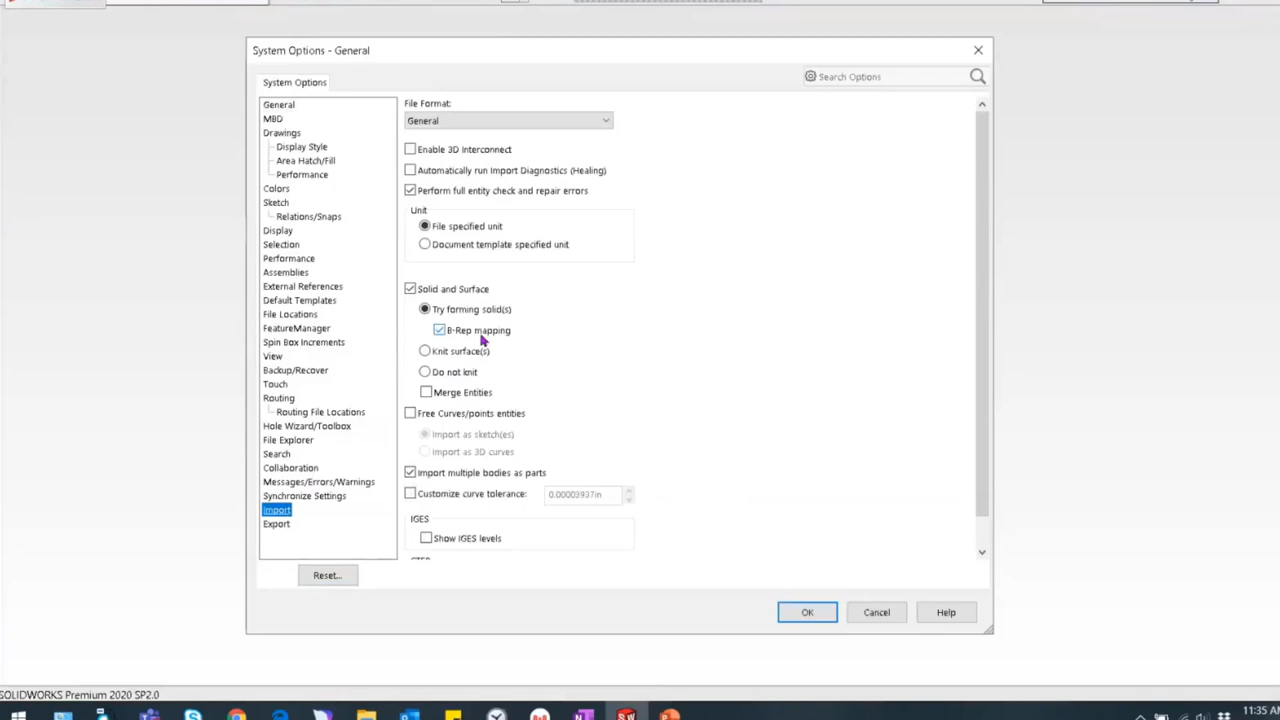 System Options - General
System Options
Search Options
General
MBD
Drawings
Display Style
Area Hatch/Fill
Performance
Colors
Sketch
Relations/Snaps
Display
Selection
Performance
Assemblies
External References
Default Templates
File Locations
FeatureManager
Spin Box Increments
View
Backup/Recover
Touch
Routing
Routing File Locations
Hole Wizard/Toolbox
File Explorer
Search
Collaboration
Messages/Errors/Warnings
Synchronize Settings
Import
Export
Reset...
File Format:
General
Enable 3D Interconnect
Automatically run Import Diagnostics (Healing)
Perform full entity check and repair errors
Unit
File specified unit
Document template specified unit
Solid and Surface
Try forming solid(s)
B-Rep mapping
Knit surface(s)
Do not knit
Merge Entities
Free Curves/points entities
Import as sketch(es)
Import as 3D curves
Import multiple bodies as parts
Customize curve tolerance: 0.00003937in
IGES
Show IGES levels
OK Cancel Help
SOLIDWORKS Premium 2020 SP2.0
11:35 AM